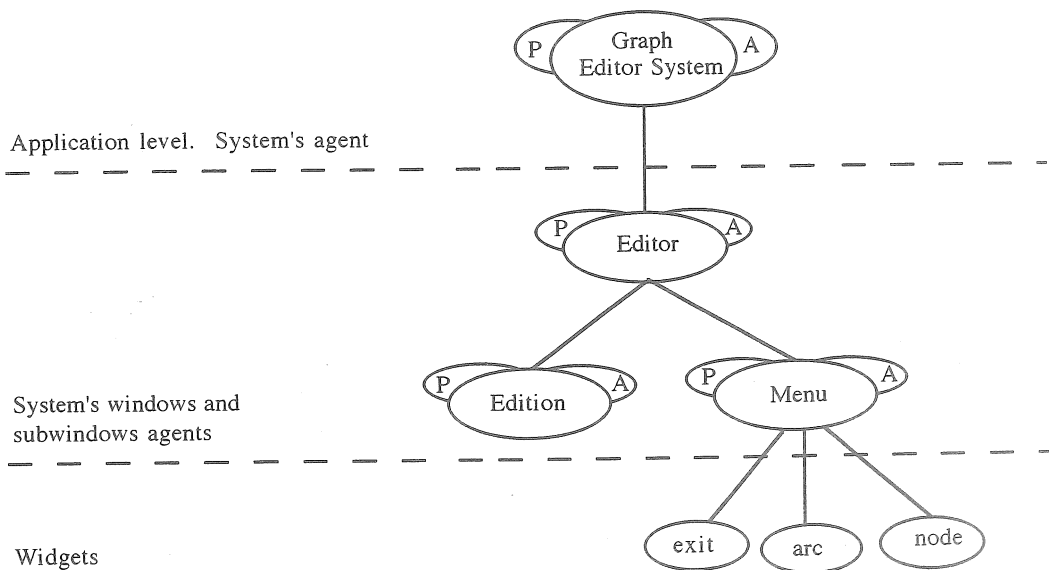 P
Graph
Editor System
A
Application level. System's agent
P
Editor
A
P
Edition
A
P
Menu
A
System's windows and
subwindows agents
exit
arc
node
Widgets